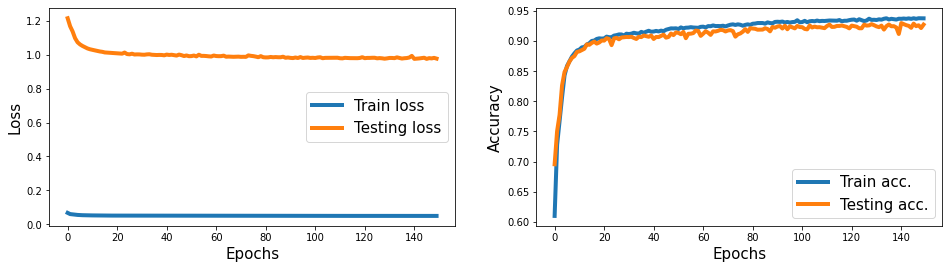 1.2
1.0
0.8
0.6
0.4
0.2
0.0
Loss
Train loss
Testing loss
0 20 40 60 80 100 120 140
Epochs
0.95
0.90
0.85
0.80
0.75
0.70
0.65
0.60
Accuracy
Train acc.
Testing acc.
0 20 40 60 80 100 120 140
Epochs